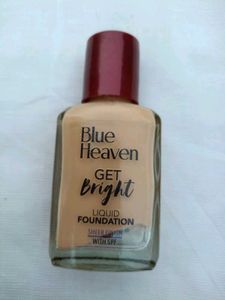 Blue
Heaven
GET
Bright
LIQUID
FOUNDATION
SHEER FINISH
WITH SPF